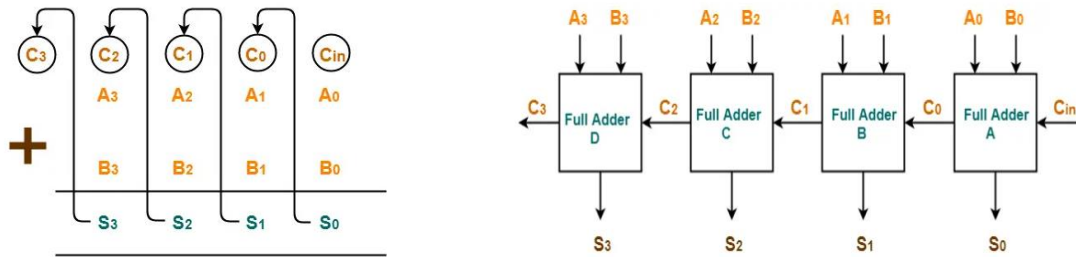 C3 C2 C1 C0 Cin
A3 A2 A1 A0
+
B3 B2 B1 B0
S3 S2 S1 S0
A3 B3 A2 B2 A1 B1 A0 B0
C3 Full Adder D C2 Full Adder C C1 Full Adder B C0 Full Adder A Cin
S3 S2 S1 S0